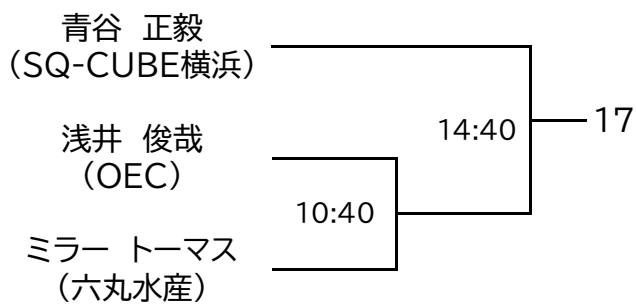 青谷 正毅
(SQ-CUBE横浜)
14:40
17
浅井 俊哉
(OEC)
10:40
ミラー トーマス
(六丸水産)